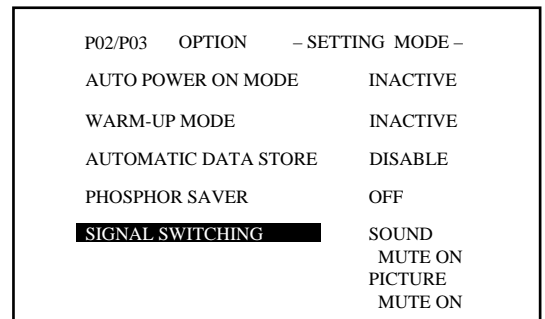 P02/P03 OPTION – SETTING MODE –
AUTO POWER ON MODE INACTIVE
WARM-UP MODE INACTIVE
AUTOMATIC DATA STORE DISABLE
PHOSPHOR SAVER OFF
SIGNAL SWITCHING SOUND
MUTE ON
PICTURE
MUTE ON